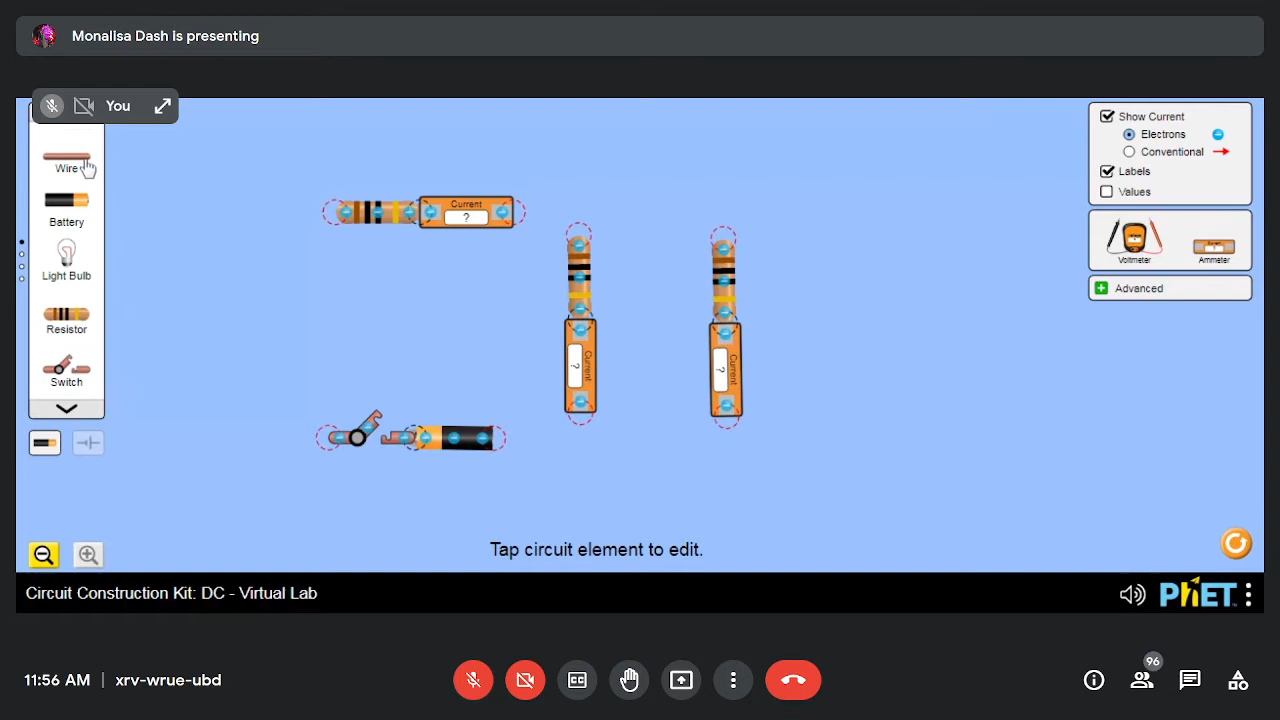 Monalisa Dash is presenting
You
Wire
Battery
Light Bulb
Resistor
Switch
Current
?
Current
?
Current
?
Show Current
Electrons
Conventional
Labels
Values
Voltmeter
Ammeter
Advanced
Tap circuit element to edit.
Circuit Construction Kit: DC - Virtual Lab
PhET
11:56 AM | xrv-wrue-ubd
96